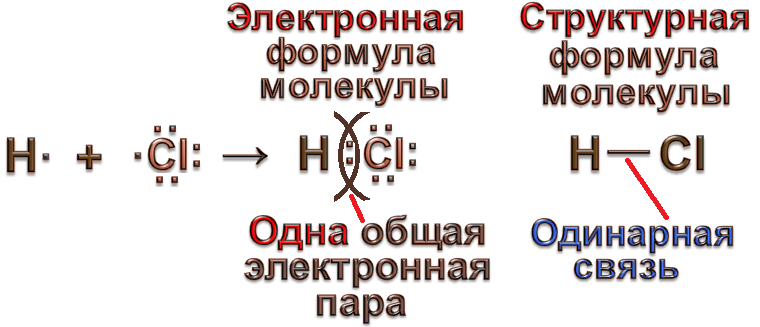 Электронная
формула
молекулы
Структурная
формула
молекулы
H· + ·Cl: → H :Cl:
H — Cl
Одна общая
электронная
пара
Одинарная
связь